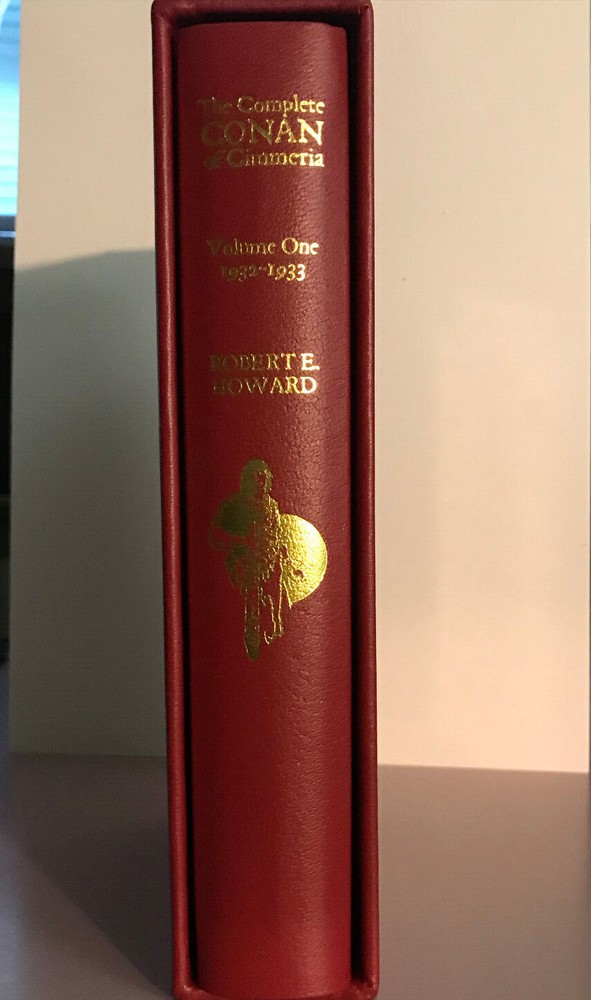 The Complete
CONAN
of Cimmeria
Volume One
1932-1933
ROBERT E.
HOWARD